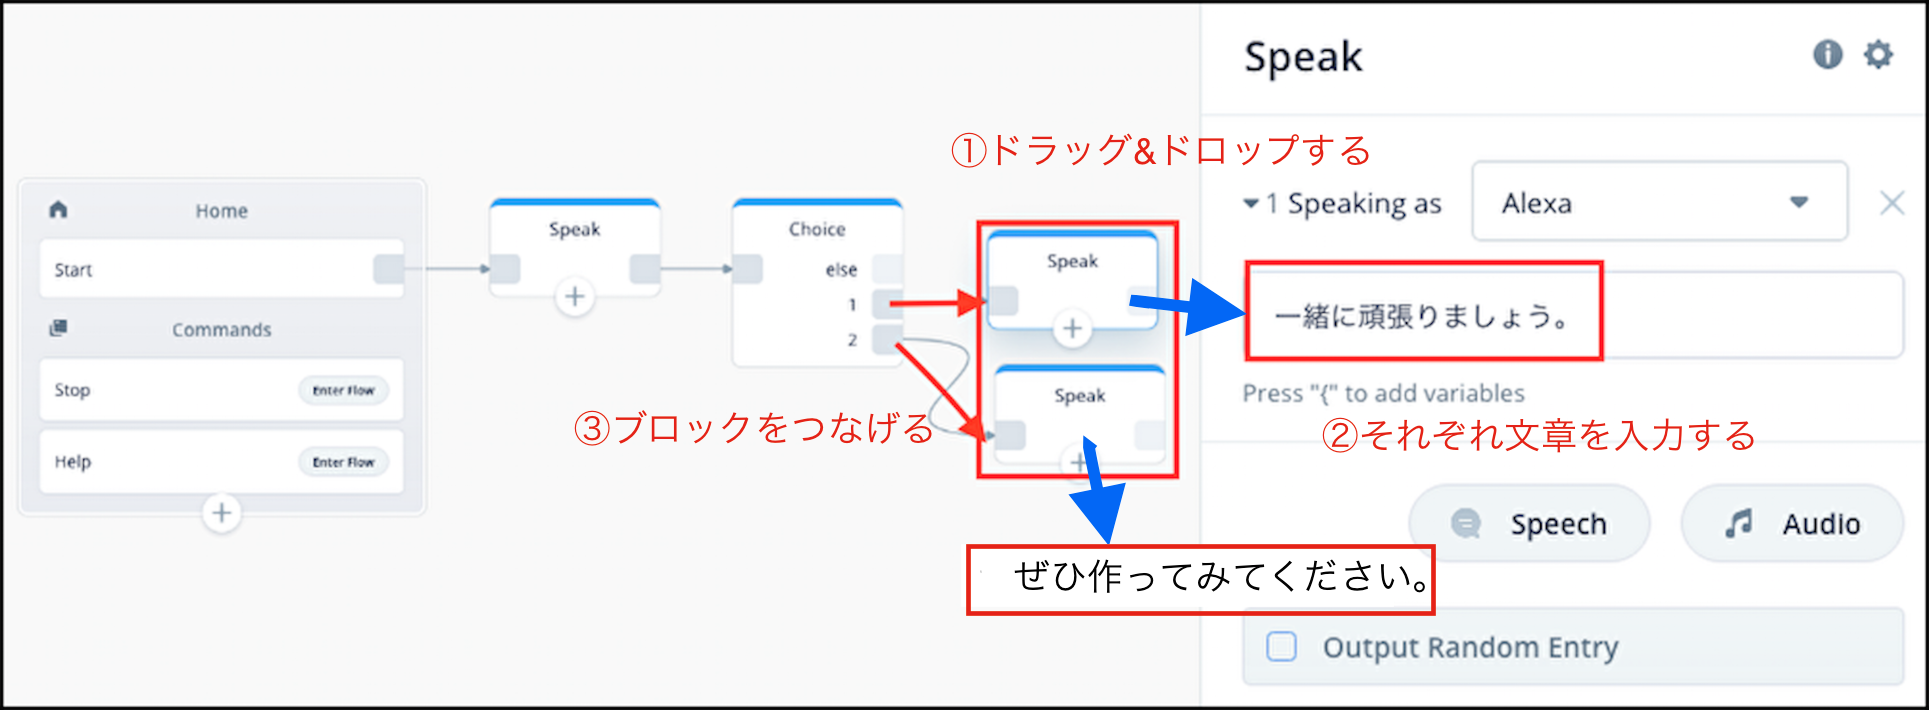 Home
Start
Commands
Stop
Enter Flow
Help
Enter Flow
Speak
Choice
else
1
2
①ドラッグ&ドロップする
Speak
Speak
③ブロックをつなげる
ぜひ作ってみてください。
Speak
1 Speaking as
Alexa
一緒に頑張りましょう。
Press "{" to add variables
②それぞれ文章を入力する
Speech
Audio
Output Random Entry